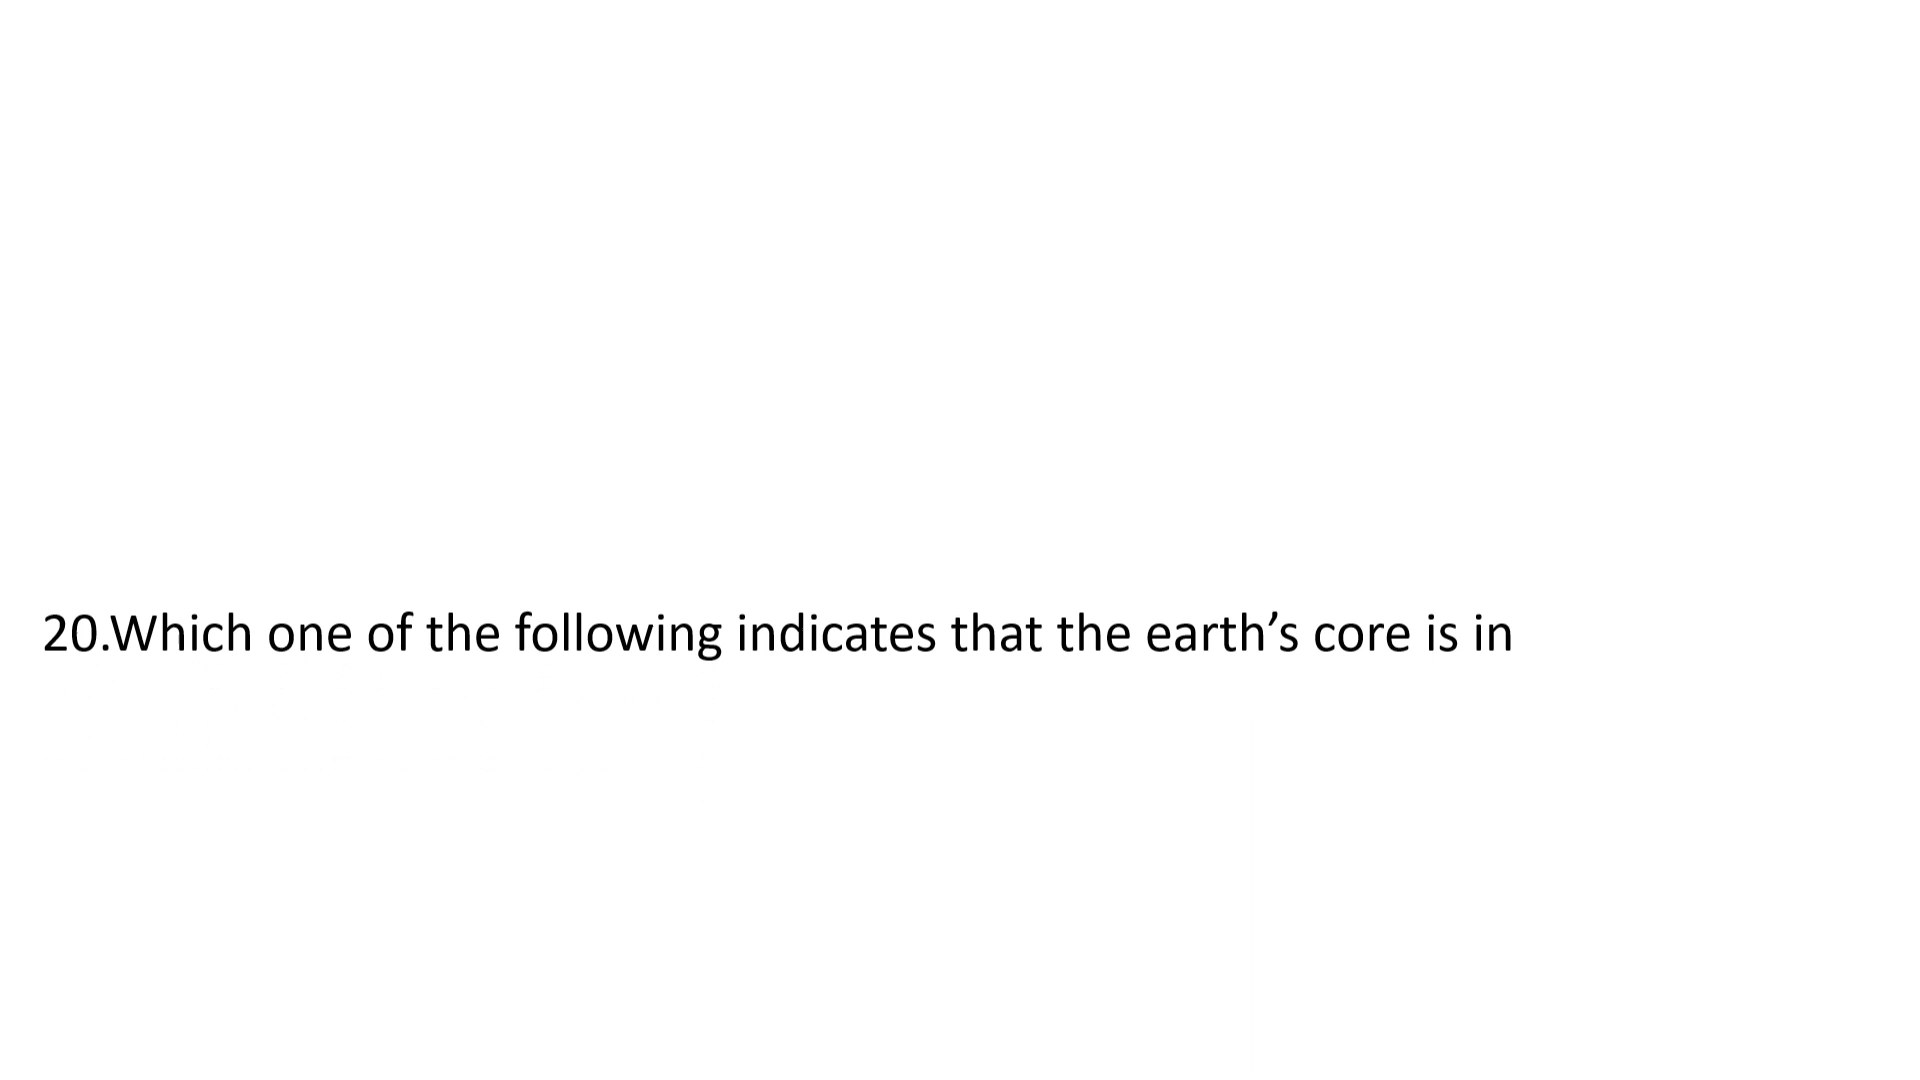 20.Which one of the following indicates that the earth’s core is in